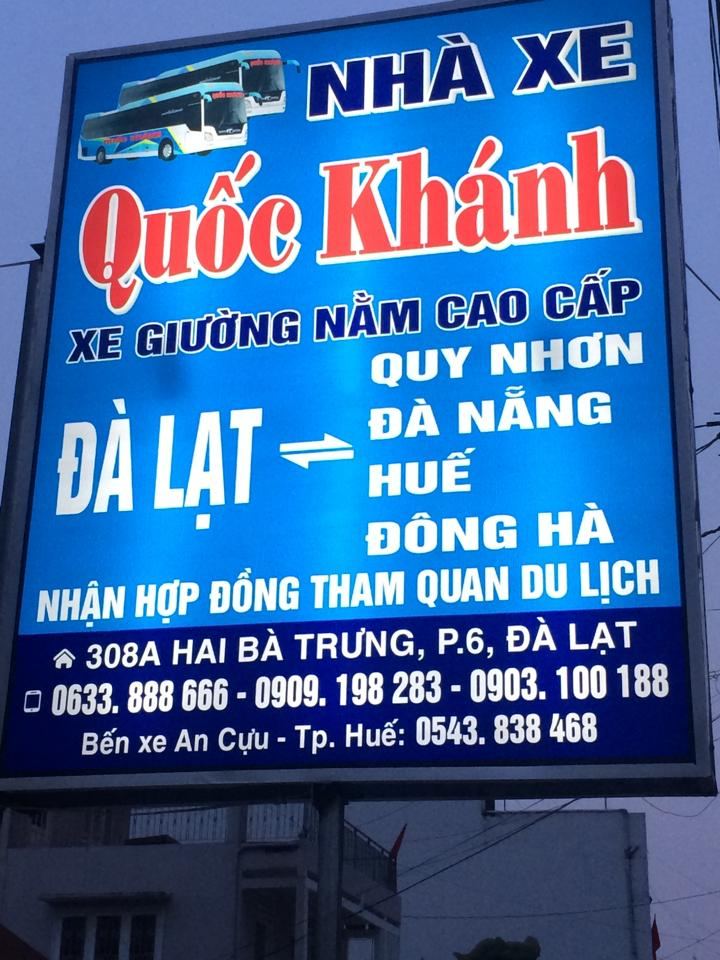 NHÀ XE
Quốc Khánh
XE GIƯỜNG NẰM CAO CẤP
ĐÀ LẠT ⇌
QUY NHƠN
ĐÀ NẴNG
HUẾ
ĐÔNG HÀ
NHẬN HỢP ĐỒNG THAM QUAN DU LỊCH
308A HAI BÀ TRƯNG, P.6, ĐÀ LẠT
0633. 888 666 - 0909. 198 283 - 0903. 100 188
Bến xe An Cựu - Tp. Huế: 0543. 838 468